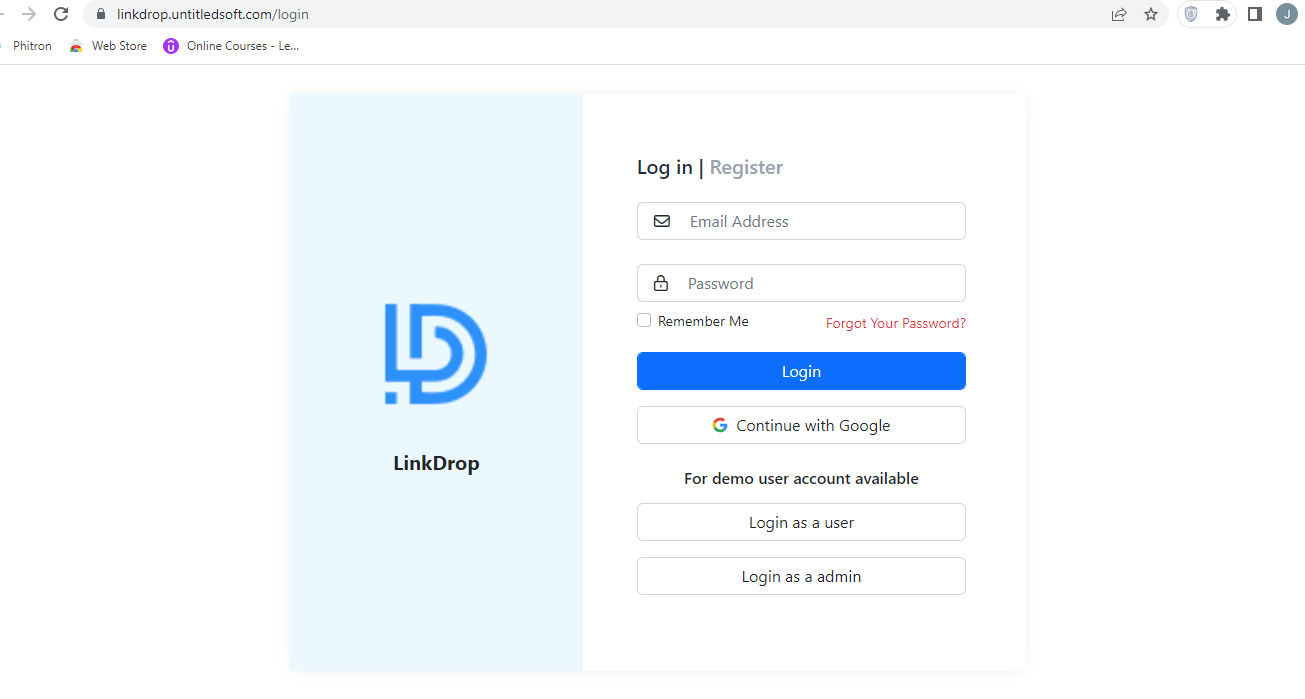 linkdrop.untitledsoft.com/login
J
Phitron Web Store Online Courses - Le...
Log in | Register
Email Address
Password
Remember Me Forgot Your Password?
Login
Continue with Google
LinkDrop
For demo user account available
Login as a user
Login as a admin